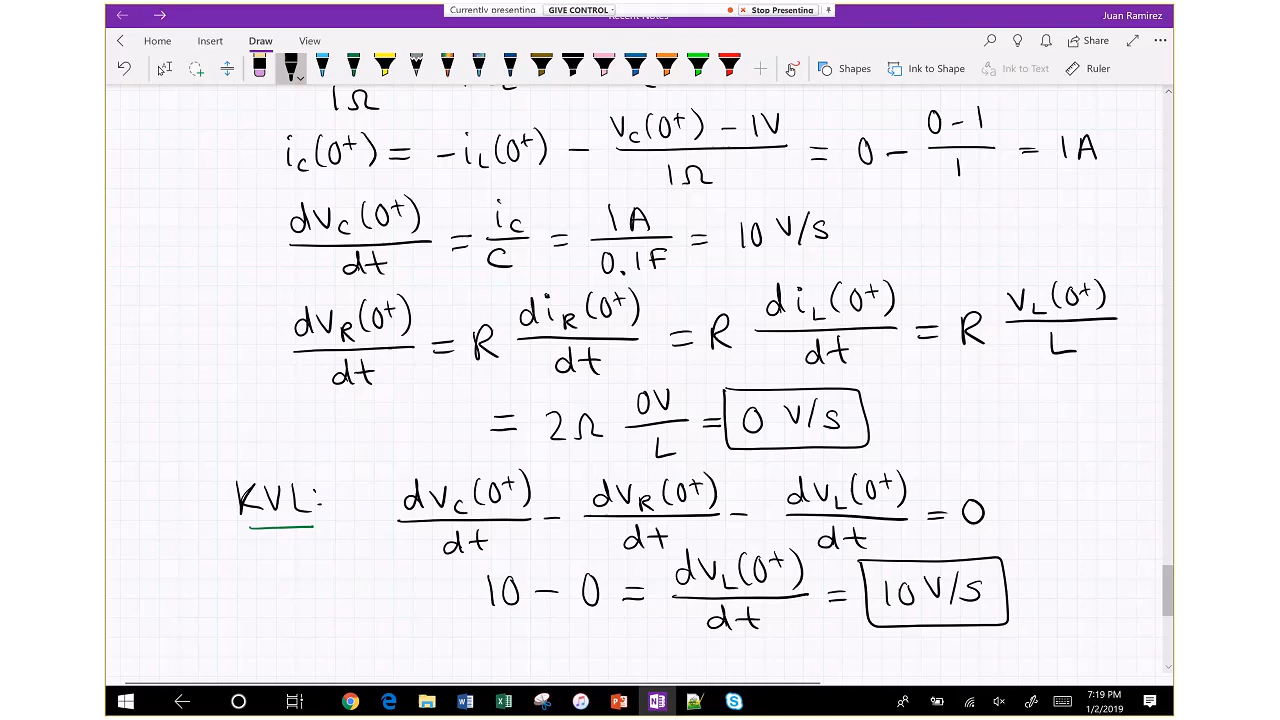 Currently presenting GIVE CONTROL Stop Presenting
Recent Notes Juan Ramirez
Home Insert Draw View Share
Shapes Ink to Shape Ink to Text Ruler
1Ω
i_C(0⁺) = -i_L(0⁺) - (V_C(0⁺) - 1V)/1Ω = 0 - (0-1)/1 = 1A
dV_C(0⁺)/dt = i_C/C = 1A/0.1F = 10 V/s
dV_R(0⁺)/dt = R di_R(0⁺)/dt = R di_L(0⁺)/dt = R V_L(0⁺)/L
= 2Ω 0V/L = 0 V/s
KVL: dV_C(0⁺)/dt - dV_R(0⁺)/dt - dV_L(0⁺)/dt = 0
10 - 0 = dV_L(0⁺)/dt = 10 V/s
7:19 PM
1/2/2019